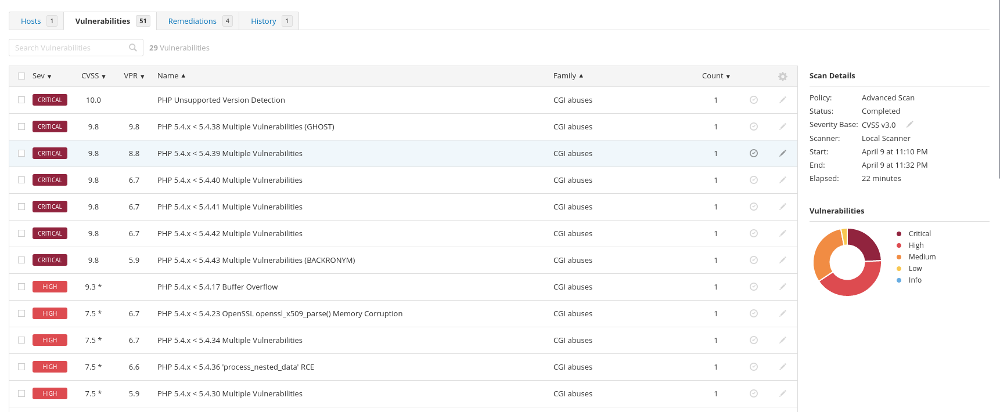 Hosts 1 Vulnerabilities 51 Remediations 4 History 1
Search Vulnerabilities 29 Vulnerabilities
Sev ▼ CVSS ▼ VPR ▼ Name ▲ Family ▲ Count ▼
CRITICAL 10.0 PHP Unsupported Version Detection CGI abuses 1
CRITICAL 9.8 9.8 PHP 5.4.x < 5.4.38 Multiple Vulnerabilities (GHOST) CGI abuses 1
CRITICAL 9.8 8.8 PHP 5.4.x < 5.4.39 Multiple Vulnerabilities CGI abuses 1
CRITICAL 9.8 6.7 PHP 5.4.x < 5.4.40 Multiple Vulnerabilities CGI abuses 1
CRITICAL 9.8 6.7 PHP 5.4.x < 5.4.41 Multiple Vulnerabilities CGI abuses 1
CRITICAL 9.8 6.7 PHP 5.4.x < 5.4.42 Multiple Vulnerabilities CGI abuses 1
CRITICAL 9.8 5.9 PHP 5.4.x < 5.4.43 Multiple Vulnerabilities (BACKRONYM) CGI abuses 1
HIGH 9.3 * PHP 5.4.x < 5.4.17 Buffer Overflow CGI abuses 1
HIGH 7.5 * 6.7 PHP 5.4.x < 5.4.23 OpenSSL openssl_x509_parse() Memory Corruption CGI abuses 1
HIGH 7.5 * 6.7 PHP 5.4.x < 5.4.34 Multiple Vulnerabilities CGI abuses 1
HIGH 7.5 * 6.6 PHP 5.4.x < 5.4.36 'process_nested_data' RCE CGI abuses 1
HIGH 7.5 * 5.9 PHP 5.4.x < 5.4.30 Multiple Vulnerabilities CGI abuses 1
Scan Details
Policy: Advanced Scan
Status: Completed
Severity Base: CVSS v3.0
Scanner: Local Scanner
Start: April 9 at 11:10 PM
End: April 9 at 11:32 PM
Elapsed: 22 minutes
Vulnerabilities
Critical
High
Medium
Low
Info